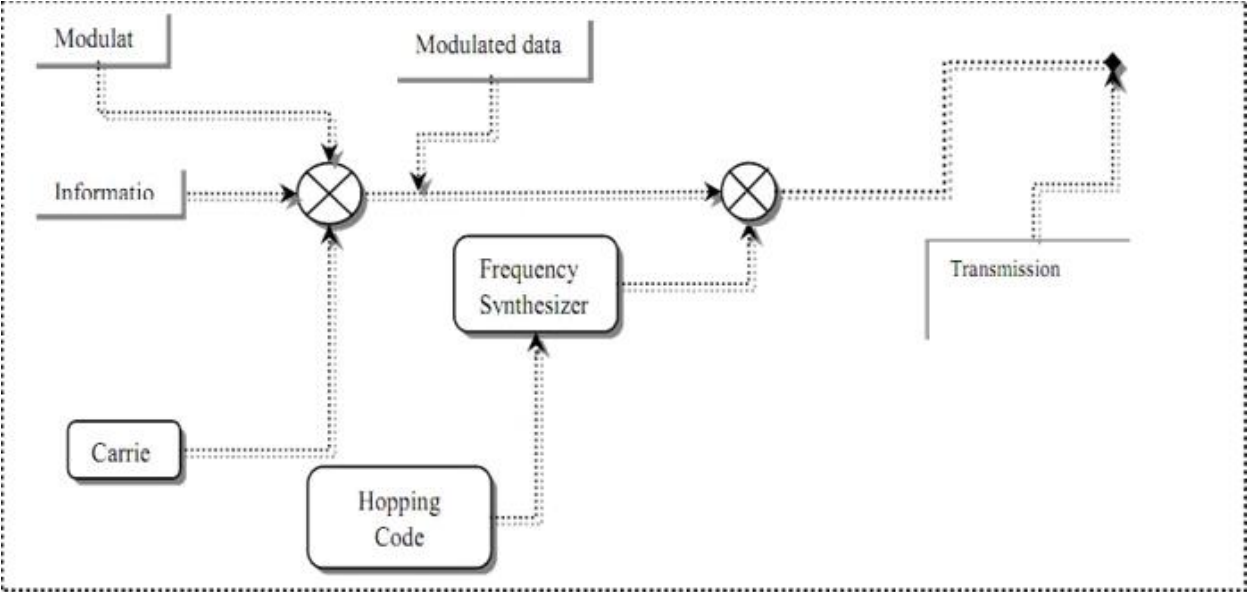 Modulat
Modulated data
Informatio
Frequency
Synthesizer
Transmission
Carrie
Hopping
Code